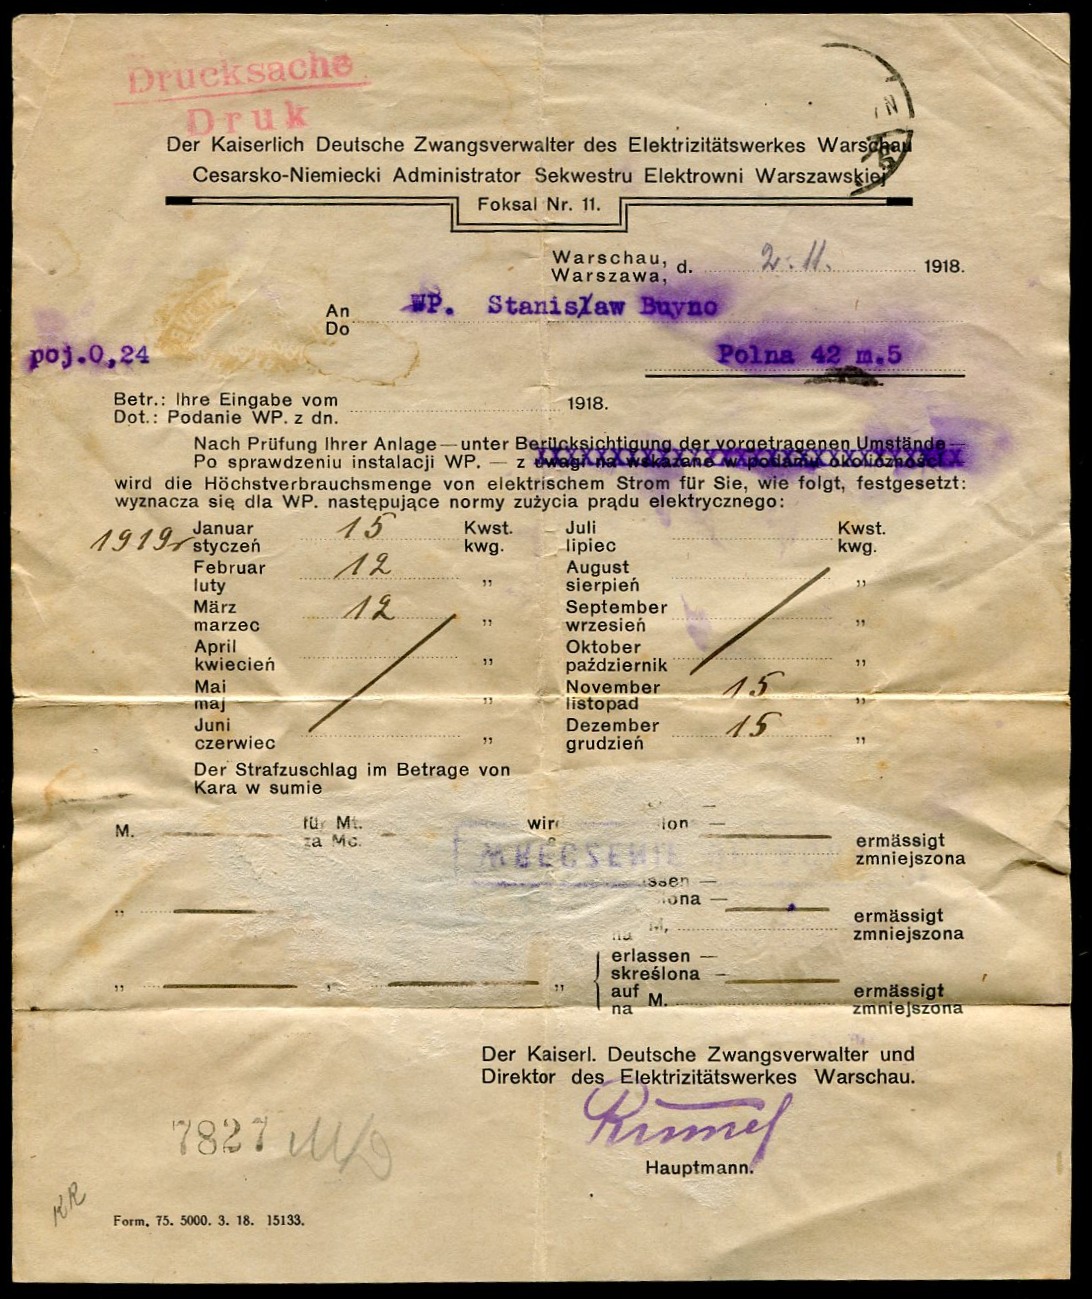 Drucksache
Druk
Der Kaiserlich Deutsche Zwangsverwalter des Elektrizitätswerkes Warschau
Cesarsko-Niemiecki Administrator Sekwestru Elektrowni Warszawskiej
Foksal Nr. 11.
Warschau,
Warszawa, d. 2. 11. 1918.
An WP. Stanisław Buyno
Do
poj.0,24 Polna 42 m.5
Betr.: Ihre Eingabe vom 1918.
Dot.: Podanie WP. z dn.
Nach Prüfung Ihrer Anlage — unter Berücksichtigung der vorgetragenen Umstände —
Po sprawdzeniu instalacji WP. — z uwagi na wskazane w podaniu okoliczności
wird die Höchstverbrauchsmenge von elektrischem Strom für Sie, wie folgt, festgesetzt:
wyznacza się dla WP. następujące normy zużycia prądu elektrycznego:
1919r Januar 15 Kwst. Juli Kwst.
styczeń kwg. lipiec kwg.
Februar 12 August
luty „ sierpień „
März 12 September
marzec „ wrzesień „
April Oktober
kwiecień „ październik „
Mai November 15
maj „ listopad „
Juni Dezember 15
czerwiec „ grudzień „
Der Strafzuschlag im Betrage von
Kara w sumie
M. für Mt. wird
za Mc.
ermässigt
zmniejszona
WRĘCZENIE
„ M. ermässigt
na zmniejszona
erlassen —
„ „ „ skreślona —
auf M. ermässigt
na zmniejszona
Der Kaiserl. Deutsche Zwangsverwalter und
Direktor des Elektrizitätswerkes Warschau.
Hauptmann.
7827
KR
Form. 75. 5000. 3. 18. 15133.